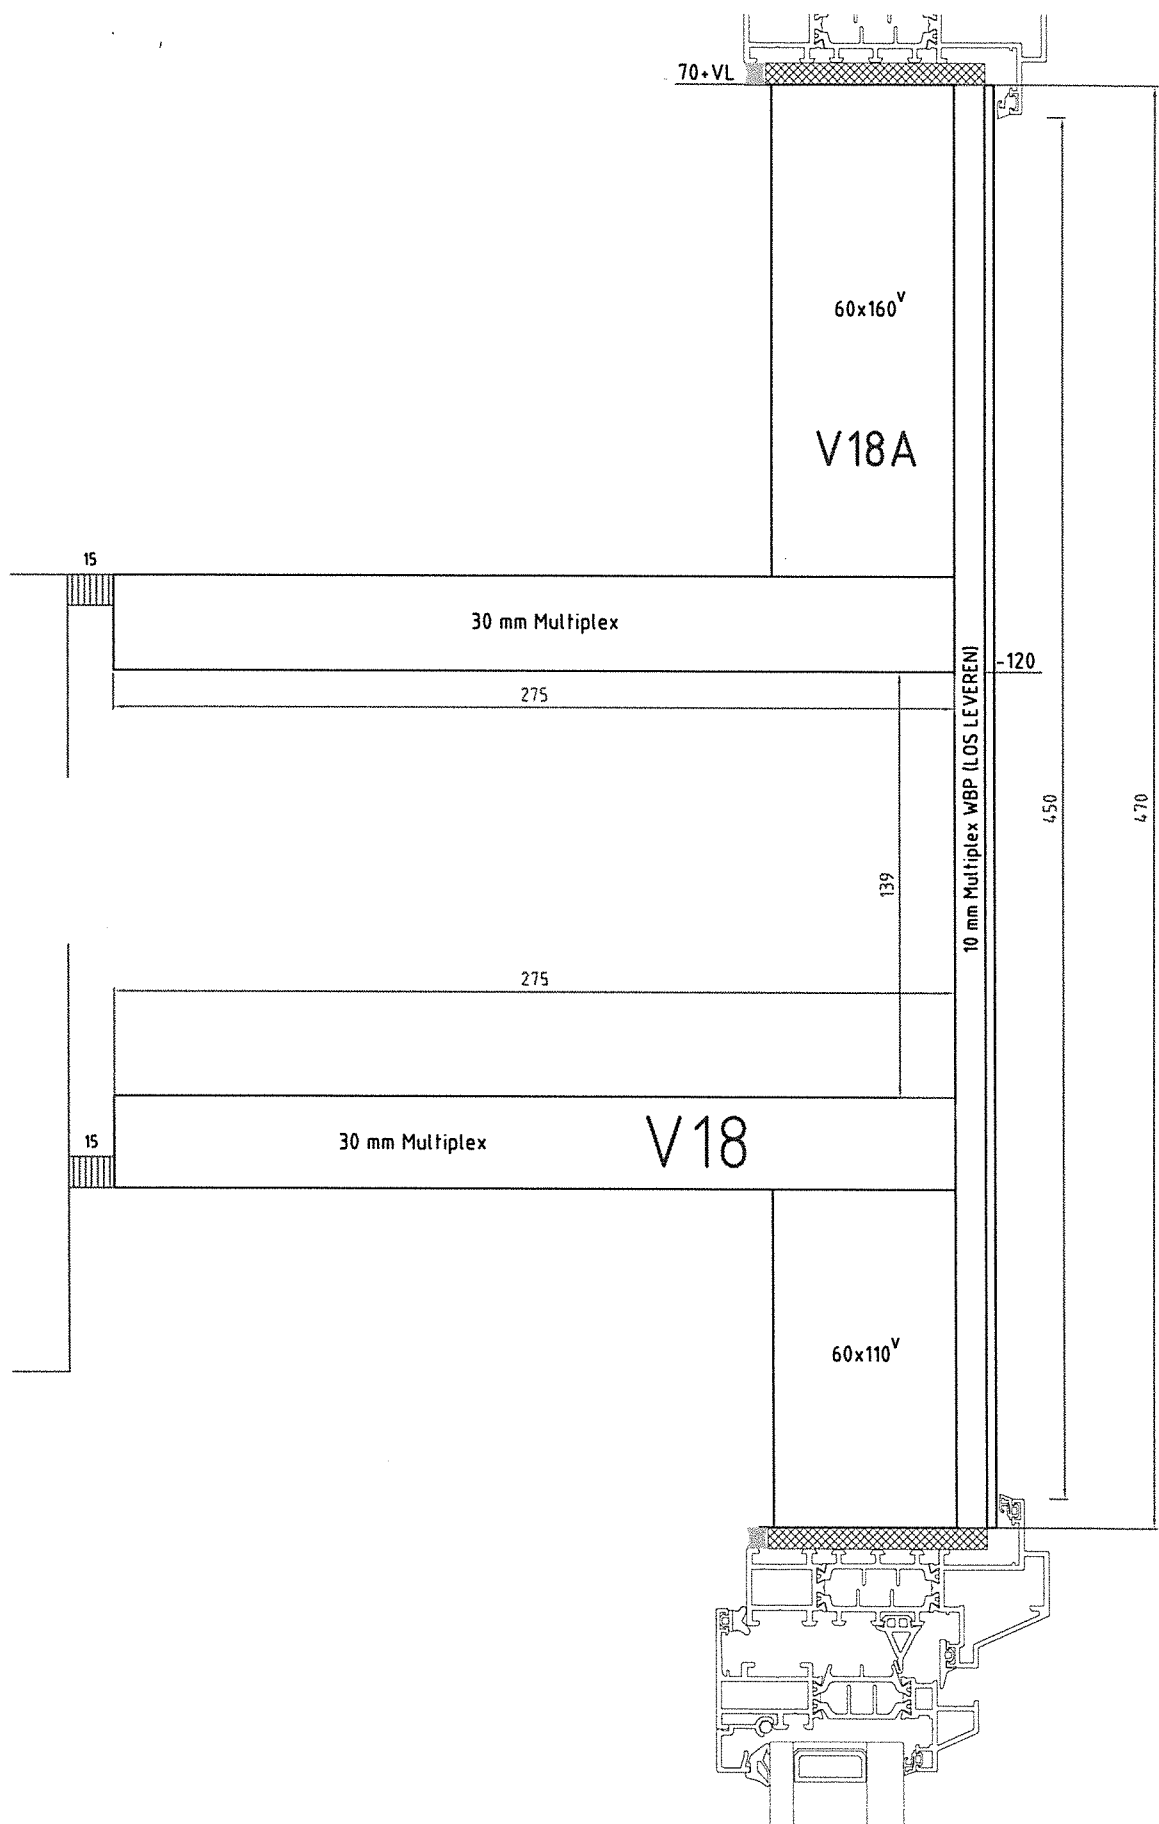 70+VL
60x160ⱽ
V18A
15
30 mm Multiplex
-120
275
10 mm Multiplex WBP (LOS LEVEREN)
450
470
139
275
15
30 mm Multiplex
V18
60x110ⱽ